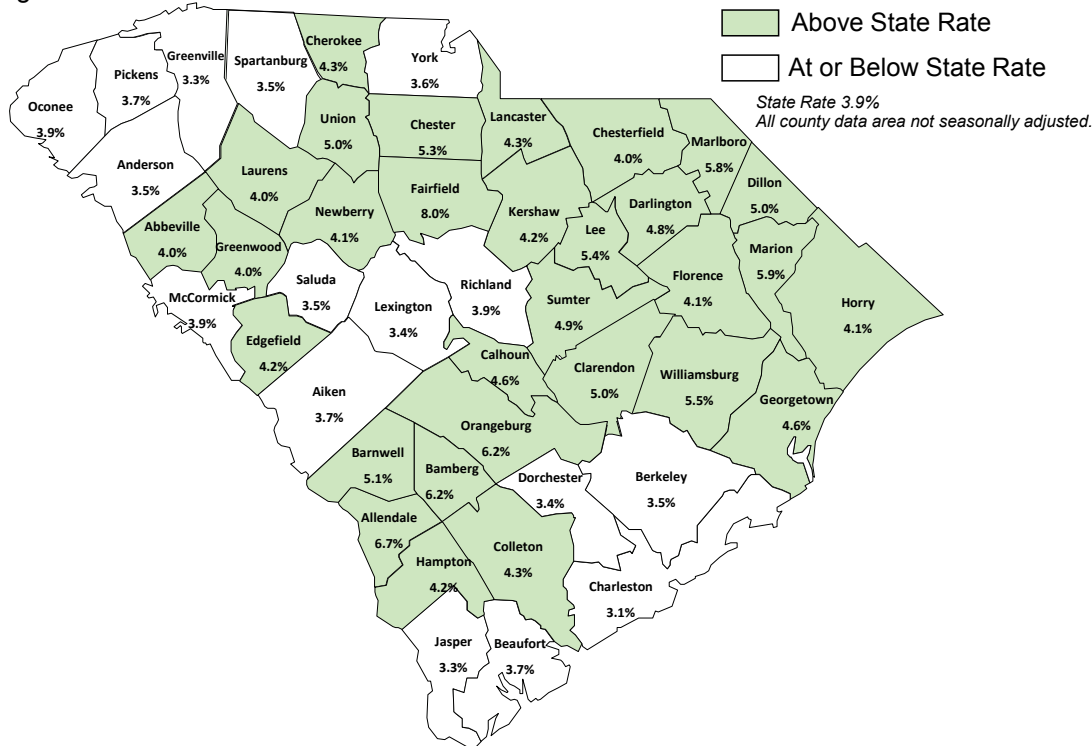 Above State Rate
At or Below State Rate
State Rate 3.9%
All county data area not seasonally adjusted.
Cherokee
4.3%
York
3.6%
Greenville
3.3%
Spartanburg
3.5%
Pickens
3.7%
Oconee
3.9%
Union
5.0%
Chester
5.3%
Lancaster
4.3%
Chesterfield
4.0%
Marlboro
5.8%
Anderson
3.5%
Laurens
4.0%
Dillon
5.0%
Fairfield
8.0%
Newberry
4.1%
Kershaw
4.2%
Darlington
4.8%
Lee
5.4%
Abbeville
4.0%
Greenwood
4.0%
Marion
5.9%
Florence
4.1%
Saluda
3.5%
Richland
3.9%
McCormick
3.9%
Lexington
3.4%
Sumter
4.9%
Horry
4.1%
Edgefield
4.2%
Calhoun
4.6%
Clarendon
5.0%
Williamsburg
5.5%
Aiken
3.7%
Georgetown
4.6%
Orangeburg
6.2%
Barnwell
5.1%
Bamberg
6.2%
Dorchester
3.4%
Berkeley
3.5%
Allendale
6.7%
Colleton
4.3%
Hampton
4.2%
Charleston
3.1%
Jasper
3.3%
Beaufort
3.7%